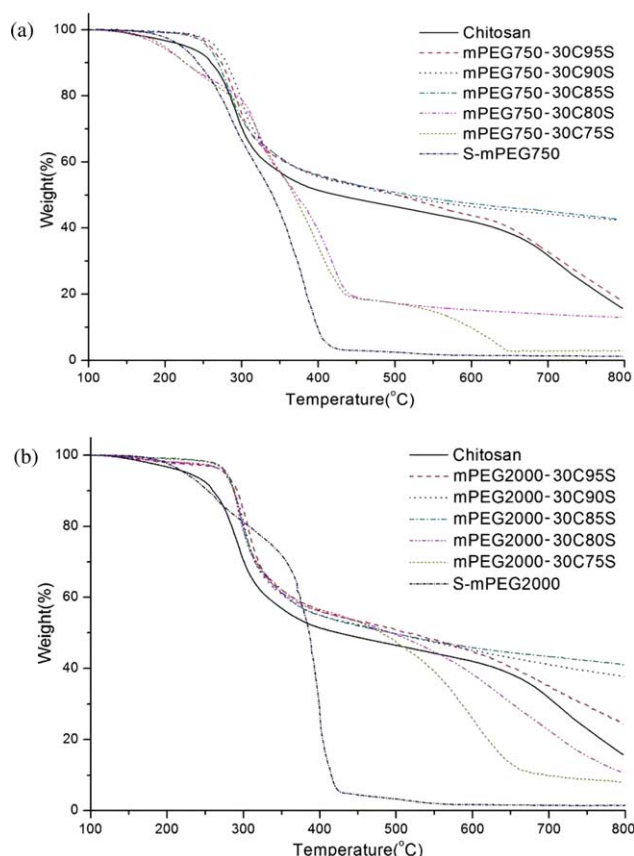 (a)
100
80
60
40
20
0
Weight(%)
Chitosan
mPEG750-30C95S
mPEG750-30C90S
mPEG750-30C85S
mPEG750-30C80S
mPEG750-30C75S
S-mPEG750
100 200 300 400 500 600 700 800
Temperature(°C)
(b)
100
80
60
40
20
0
Weight(%)
Chitosan
mPEG2000-30C95S
mPEG2000-30C90S
mPEG2000-30C85S
mPEG2000-30C80S
mPEG2000-30C75S
S-mPEG2000
100 200 300 400 500 600 700 800
Temperature(°C)